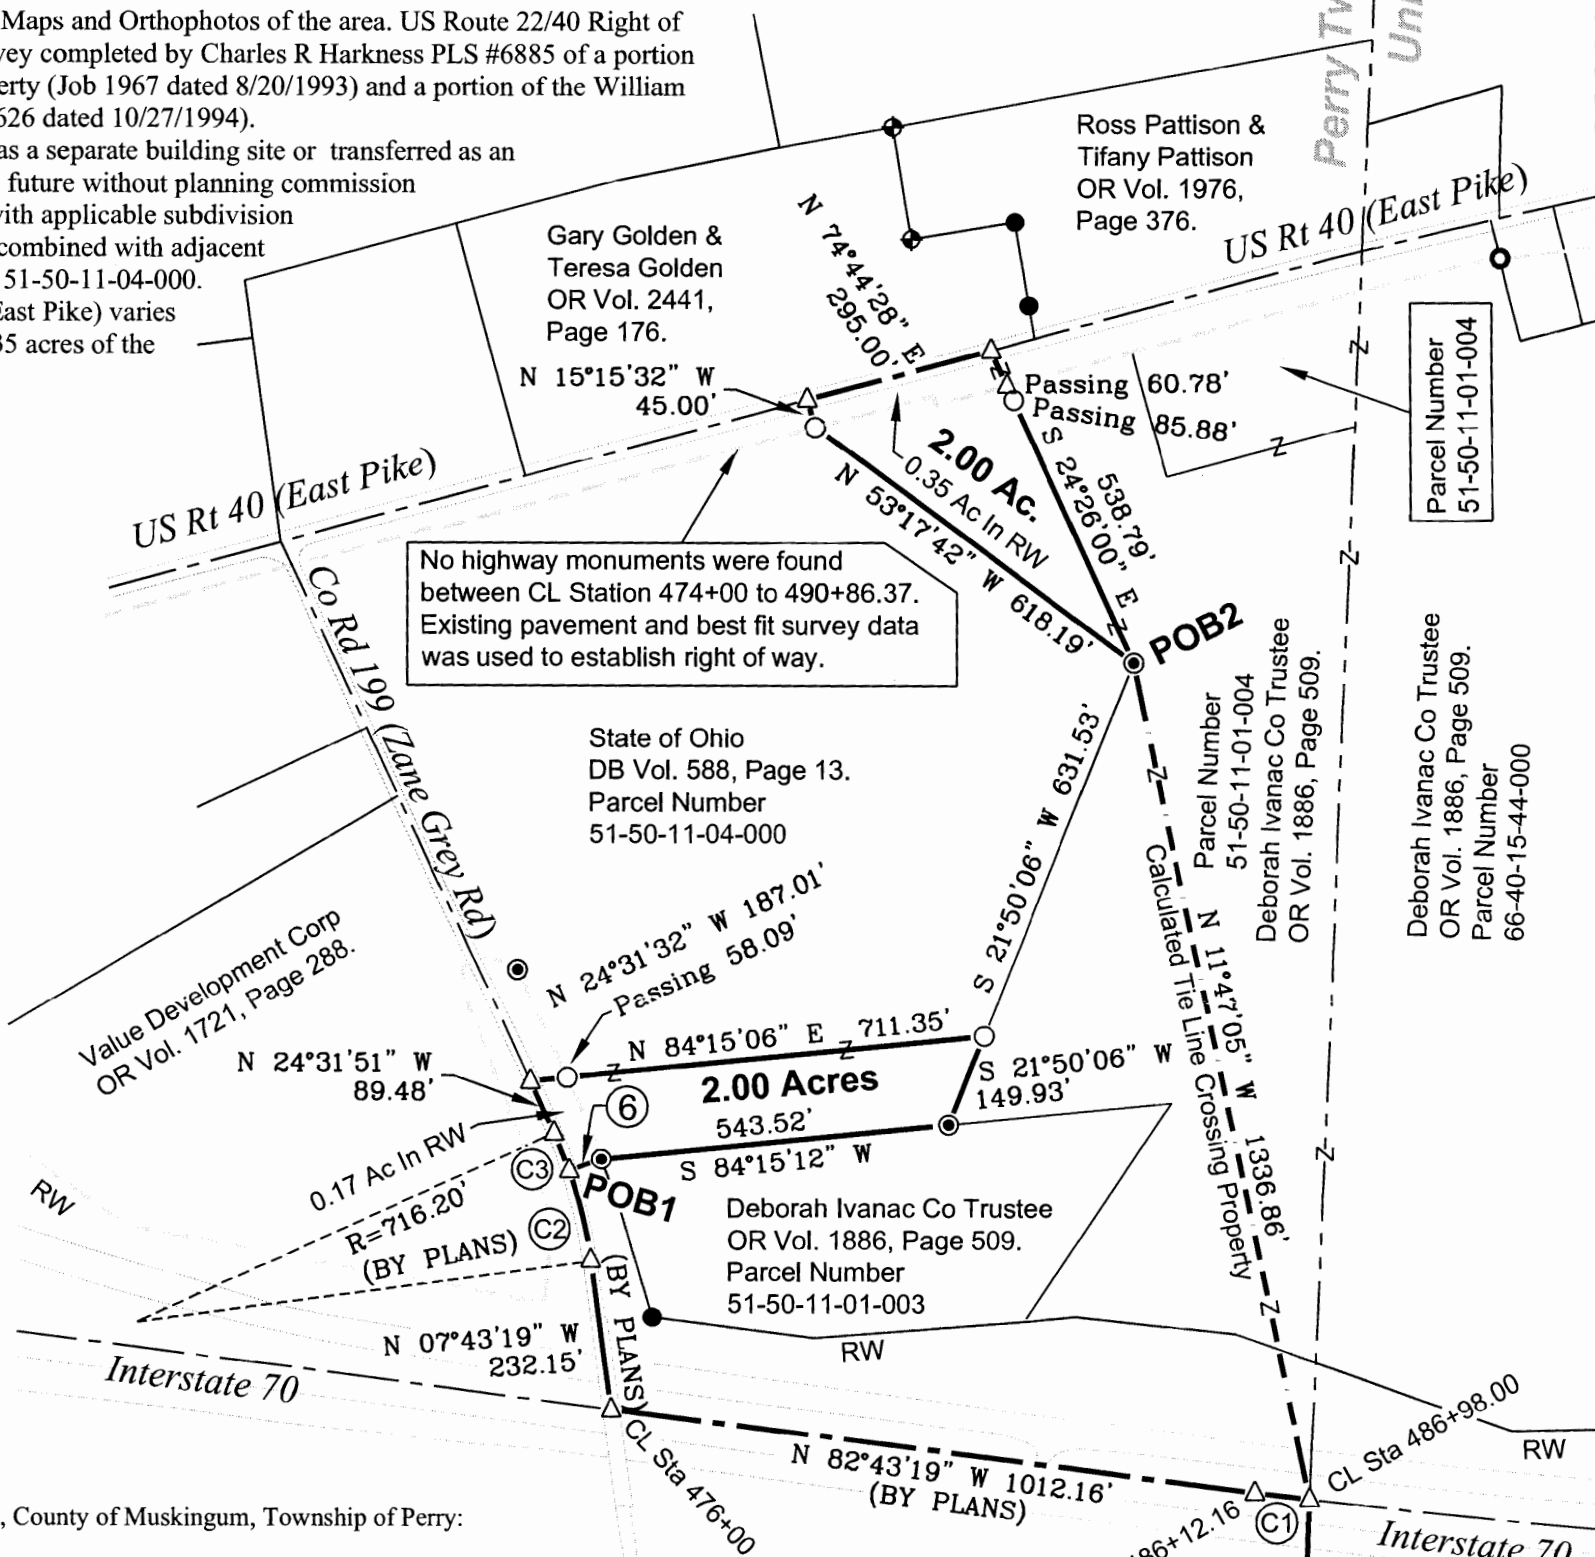 Maps and Orthophotos of the area. US Route 22/40 Right of
vey completed by Charles R Harkness PLS #6885 of a portion
erty (Job 1967 dated 8/20/1993) and a portion of the William
626 dated 10/27/1994).
as a separate building site or transferred as an
future without planning commission
with applicable subdivision
combined with adjacent
51-50-11-04-000.
East Pike) varies
35 acres of the
Perry Tw
Uni
Ross Pattison &
Tifany Pattison
OR Vol. 1976,
Page 376.
Gary Golden &
Teresa Golden
OR Vol. 2441,
Page 176.
N 74°44'28" E
295.00'
US Rt 40 (East Pike)
N 15°15'32" W
45.00'
Passing 60.78'
Passing 85.88'
Z
Z
Z
Parcel Number
51-50-11-01-004
US Rt 40 (East Pike)
2.00 Ac.
0.35 Ac In RW
S 24°26'00" E
538.79'
Z
Z
N 53°17'42" W 618.19'
No highway monuments were found
between CL Station 474+00 to 490+86.37.
Existing pavement and best fit survey data
was used to establish right of way.
POB2
Co Rd 199 (Zane Grey Rd)
State of Ohio
DB Vol. 588, Page 13.
Parcel Number
51-50-11-04-000
S 21°50'06" W 631.53'
Z
Parcel Number
51-50-11-01-004
Deborah Ivanac Co Trustee
OR Vol. 1886, Page 509.
Deborah Ivanac Co Trustee
OR Vol. 1886, Page 509.
Parcel Number
66-40-15-44-000
Calculated Tie Line Crossing Property
N 11°47'05" W 1336.86'
Z
Z
Z
Value Development Corp
OR Vol. 1721, Page 288.
N 24°31'32" W 187.01'
Passing 58.09'
N 24°31'51" W
89.48'
N 84°15'06" E 711.35'
Z
Z
2.00 Acres
6
543.52'
S 84°15'12" W
S 21°50'06" W
149.93'
0.17 Ac In RW
C3
POB1
RW
R=716.20'
(BY PLANS)
C2
Deborah Ivanac Co Trustee
OR Vol. 1886, Page 509.
Parcel Number
51-50-11-01-003
(BY PLANS)
N 07°43'19" W
232.15'
RW
Interstate 70
CL Sta 476+00
N 82°43'19" W 1012.16'
(BY PLANS)
CL Sta 486+98.00
RW
86+12.16
C1
Interstate 70
, County of Muskingum, Township of Perry: